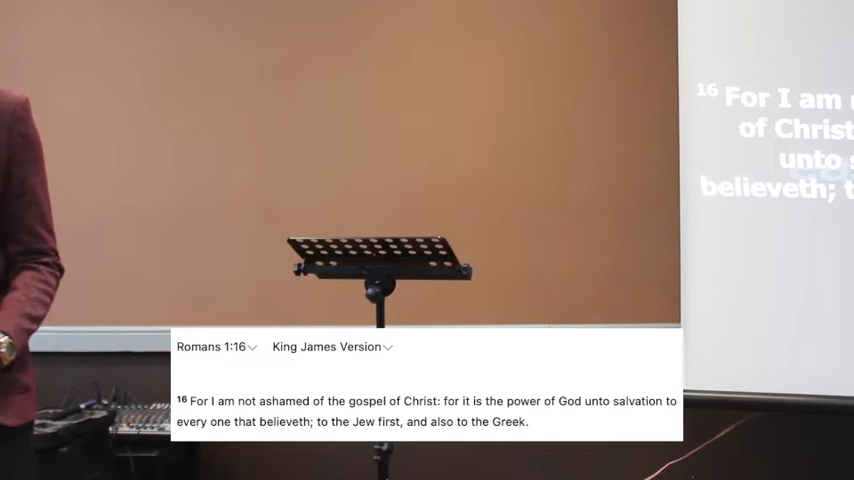 16 For I am
of Christ
unto
believeth;
Romans 1:16
King James Version
16 For I am not ashamed of the gospel of Christ: for it is the power of God unto salvation to
every one that believeth; to the Jew first, and also to the Greek.